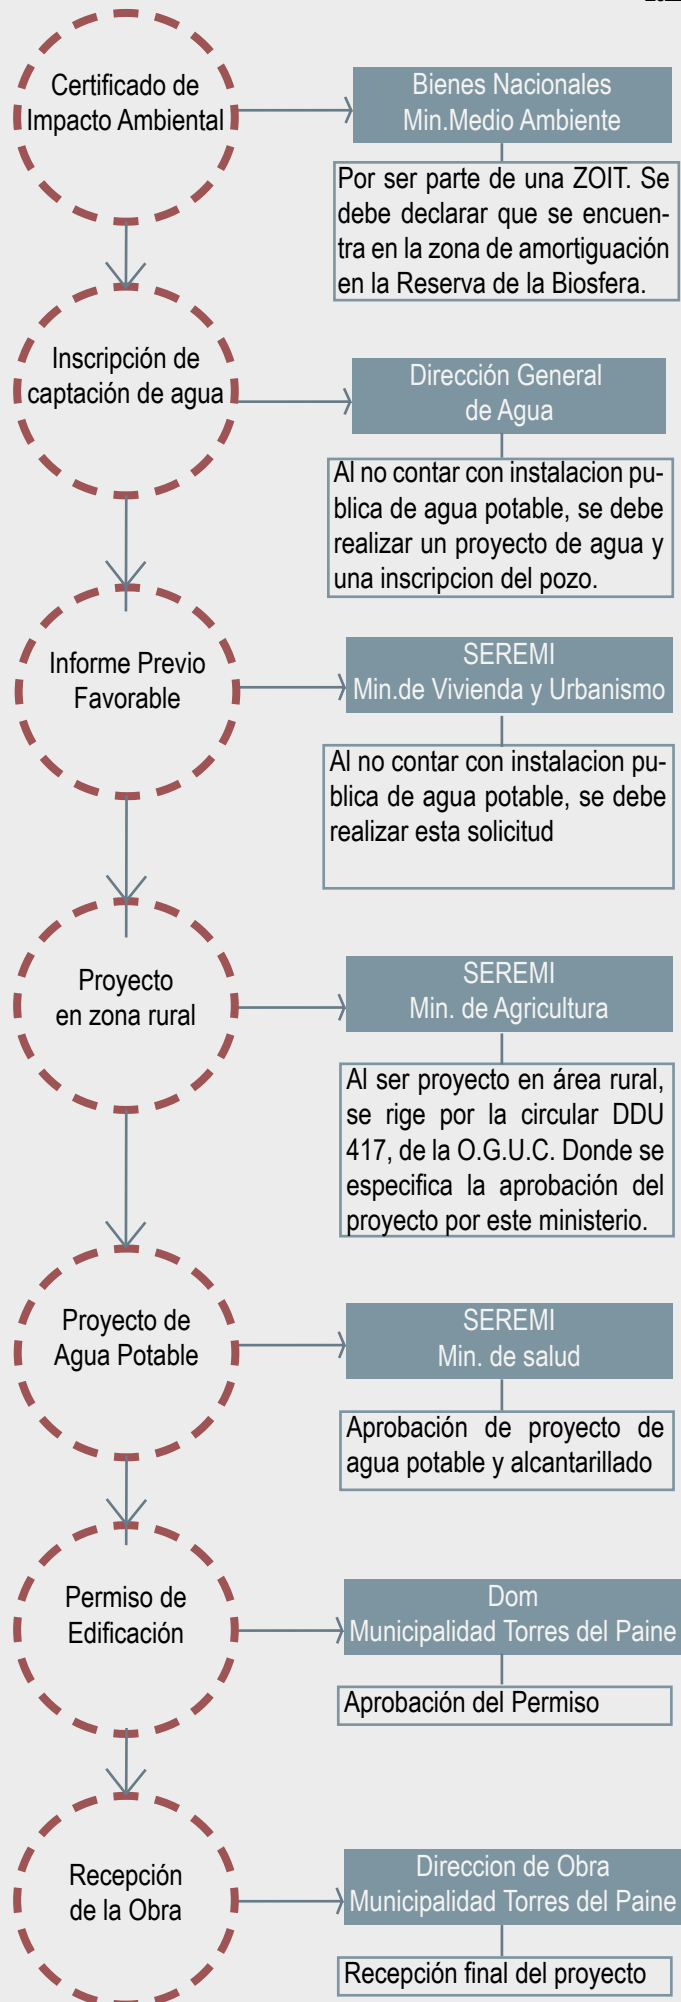 Certificado de
Impacto Ambiental
Bienes Nacionales
Min.Medio Ambiente
Por ser parte de una ZOIT. Se
debe declarar que se encuen-
tra en la zona de amortiguación
en la Reserva de la Biosfera.
Inscripción de
captación de agua
Dirección General
de Agua
Al no contar con instalacion pu-
blica de agua potable, se debe
realizar un proyecto de agua y
una inscripcion del pozo.
Informe Previo
Favorable
SEREMI
Min.de Vivienda y Urbanismo
Al no contar con instalacion pu-
blica de agua potable, se debe
realizar esta solicitud
Proyecto
en zona rural
SEREMI
Min. de Agricultura
Al ser proyecto en área rural,
se rige por la circular DDU
417, de la O.G.U.C. Donde se
especifica la aprobación del
proyecto por este ministerio.
Proyecto de
Agua Potable
SEREMI
Min. de salud
Aprobación de proyecto de
agua potable y alcantarillado
Permiso de
Edificación
Dom
Municipalidad Torres del Paine
Aprobación del Permiso
Recepción
de la Obra
Direccion de Obra
Municipalidad Torres del Paine
Recepción final del proyecto